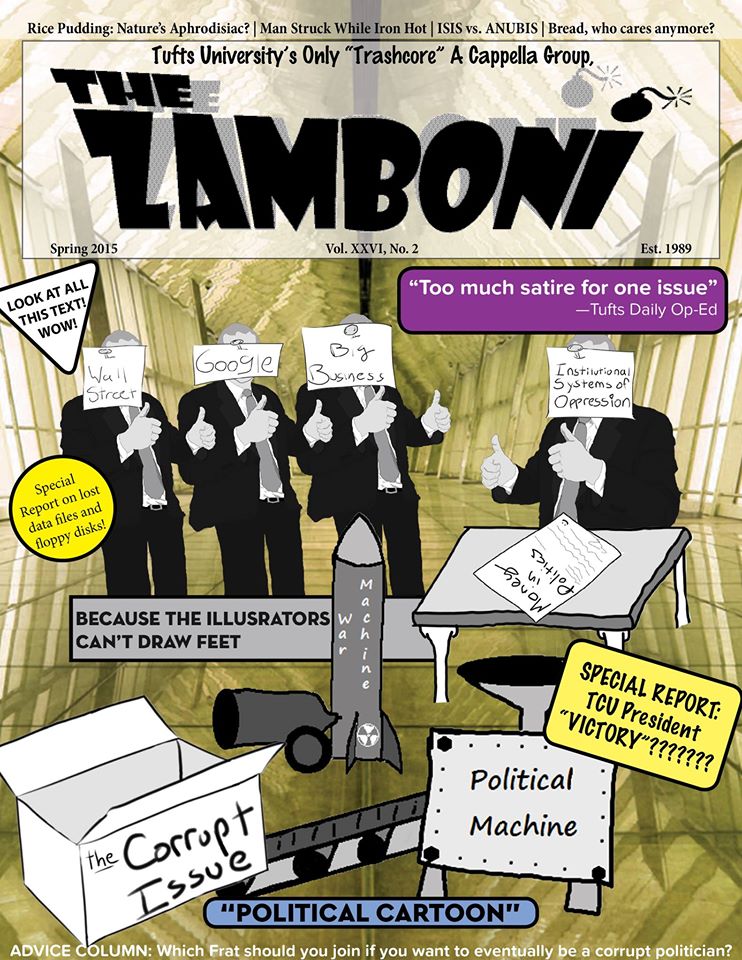 Rice Pudding: Nature's Aphrodisiac? | Man Struck While Iron Hot | ISIS vs. ANUBIS | Bread, who cares anymore?
Tufts University's Only "Trashcore" A Cappella Group,
THE
ZAMBONI
Spring 2015 Vol. XXVI, No. 2 Est. 1989
LOOK AT ALL
THIS TEXT!
WOW!
"Too much satire for one issue"
—Tufts Daily Op-Ed
Wall
Street
Google
Big
Business
Institutional
Systems of
Oppression
Special
Report on lost
data files and
floppy disks!
Money
in
Politics
BECAUSE THE ILLUSRATORS
CAN'T DRAW FEET
War
Machine
SPECIAL REPORT:
TCU President
"VICTORY"???????
Political
Machine
the Corrupt
Issue
"POLITICAL CARTOON"
ADVICE COLUMN: Which Frat should you join if you want to eventually be a corrupt politician?